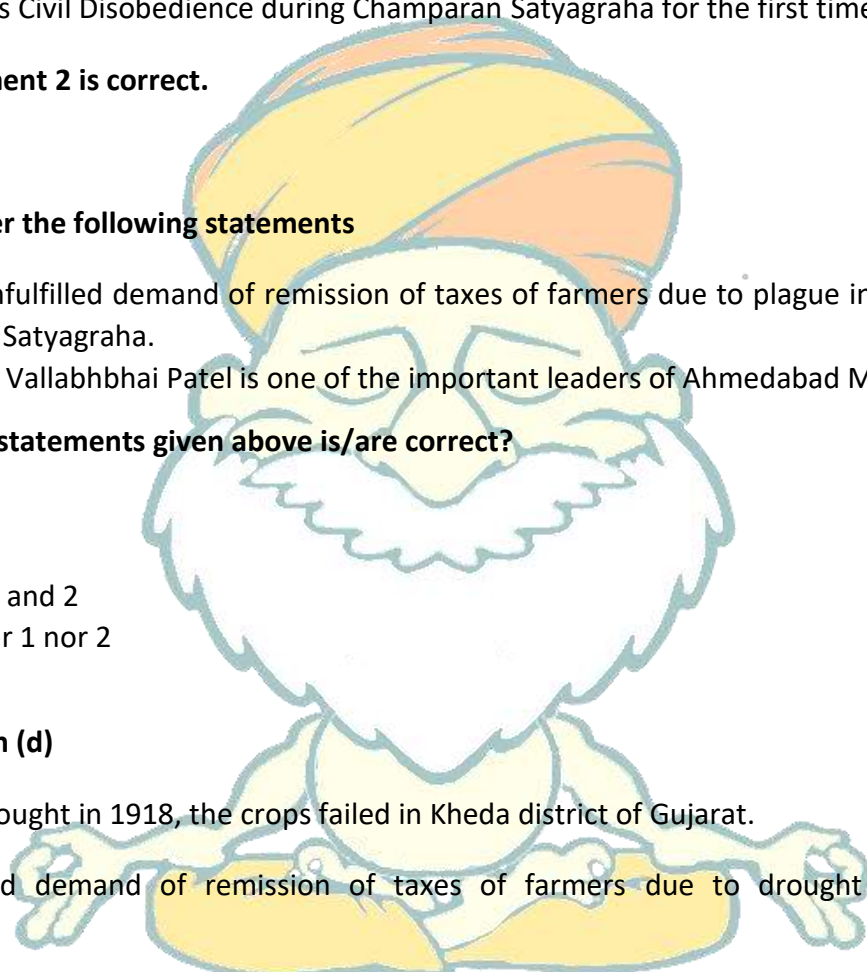 s Civil Disobedience during Champaran Satyagraha for the first time
ent 2 is correct.
er the following statements
nfulfilled demand of remission of taxes of farmers due to plague in
Satyagraha.
Vallabhbhai Patel is one of the important leaders of Ahmedabad M
statements given above is/are correct?
and 2
r 1 nor 2
n (d)
ought in 1918, the crops failed in Kheda district of Gujarat.
d demand of remission of taxes of farmers due to drought